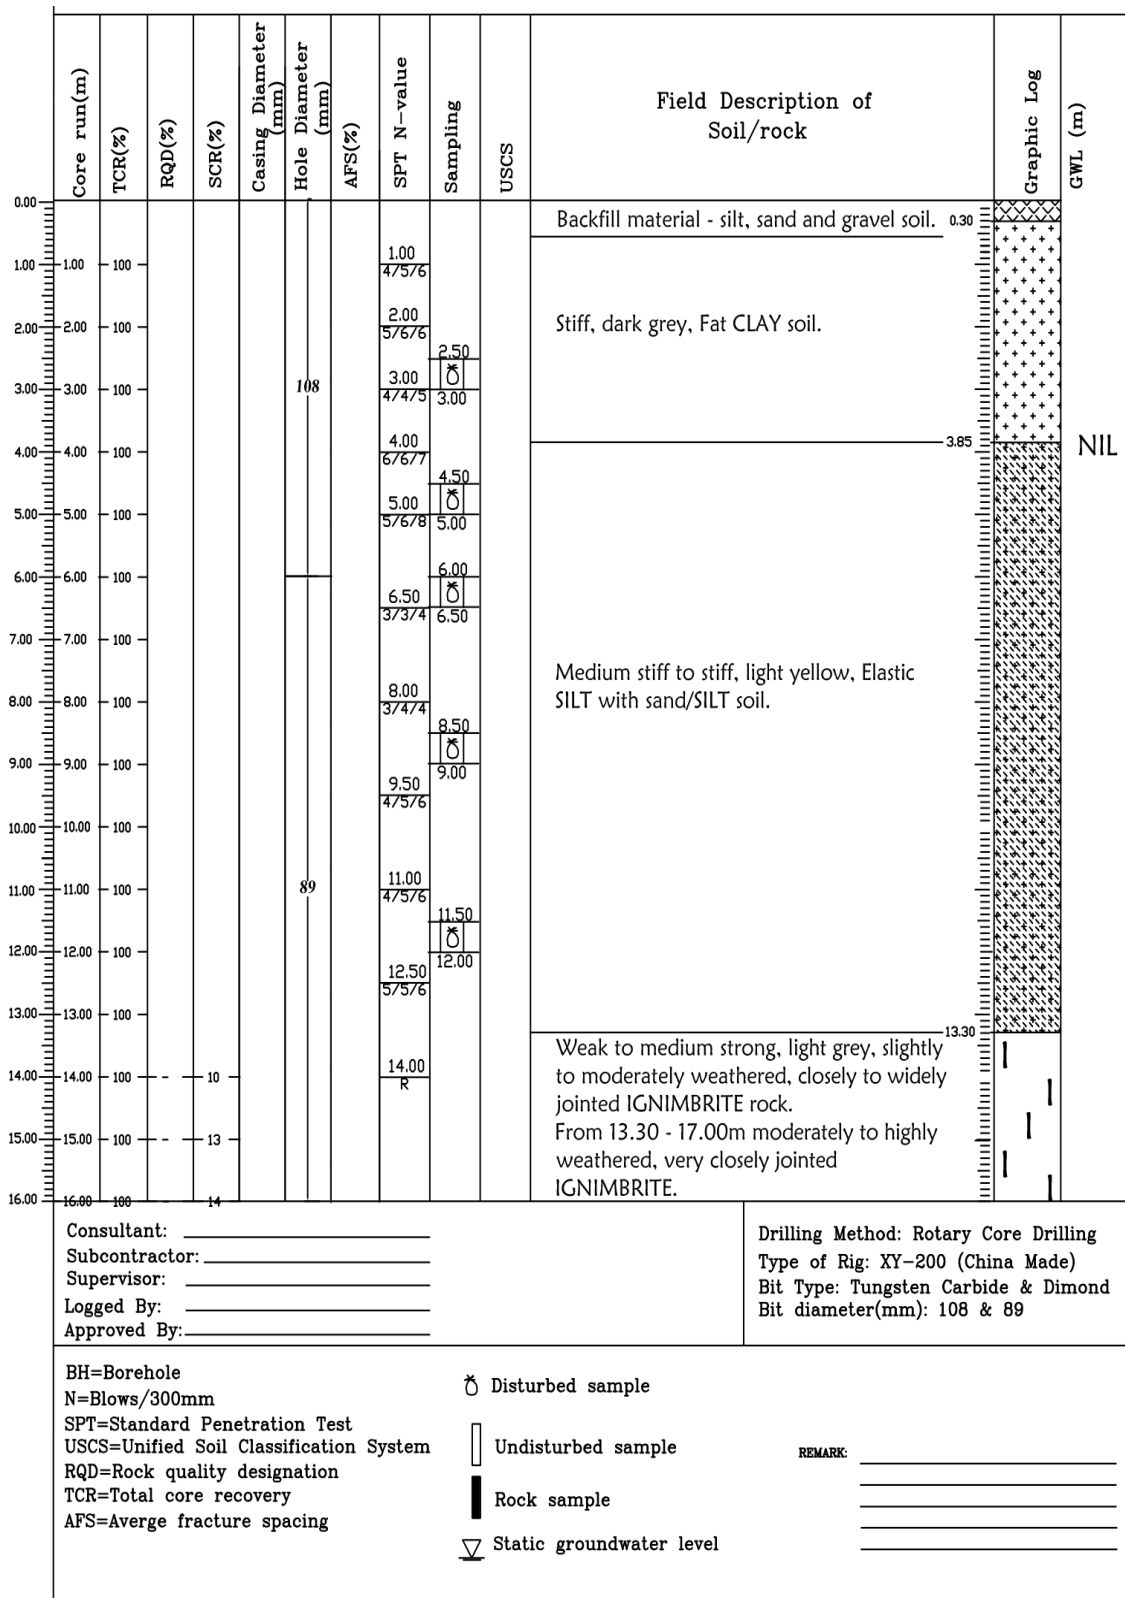 Core run(m)
TCR(%)
RQD(%)
SCR(%)
Casing Diameter (mm)
Hole Diameter (mm)
AFS(%)
SPT N-value
Sampling
USCS
Field Description of
Soil/rock
Graphic Log
GWL (m)
0.00
Backfill material - silt, sand and gravel soil. 0.30
1.00
1.00 1.00 100 4/5/6
2.00
2.00 2.00 100 5/6/6
Stiff, dark grey, Fat CLAY soil.
2.50
3.00
3.00 3.00 100 108 4/4/5 3.00
4.00 3.85 NIL
4.00 4.00 100 6/6/7
4.50
5.00
5.00 5.00 100 5/6/8 5.00
6.00
6.00 6.00 100
6.50
3/3/4 6.50
7.00 7.00 100
Medium stiff to stiff, light yellow, Elastic
SILT with sand/SILT soil.
8.00
8.00 8.00 100 3/4/4
8.50
9.00 9.00 100 9.00
9.50
4/5/6
10.00 10.00 100
11.00
11.00 11.00 100 89 4/5/6
11.50
12.00 12.00 100 12.00
12.50
5/5/6
13.00 13.00 100
13.30
Weak to medium strong, light grey, slightly
14.00
14.00 14.00 100 - 10 R
to moderately weathered, closely to widely
jointed IGNIMBRITE rock.
From 13.30 - 17.00m moderately to highly
15.00 15.00 100 - 13
weathered, very closely jointed
IGNIMBRITE.
16.00 16.00 100 - 14
Consultant:
Subcontractor:
Supervisor:
Logged By:
Approved By:
Drilling Method: Rotary Core Drilling
Type of Rig: XY-200 (China Made)
Bit Type: Tungsten Carbide & Dimond
Bit diameter(mm): 108 & 89
BH=Borehole
N=Blows/300mm
SPT=Standard Penetration Test
USCS=Unified Soil Classification System
RQD=Rock quality designation
TCR=Total core recovery
AFS=Averge fracture spacing
Disturbed sample
Undisturbed sample
Rock sample
Static groundwater level
REMARK: